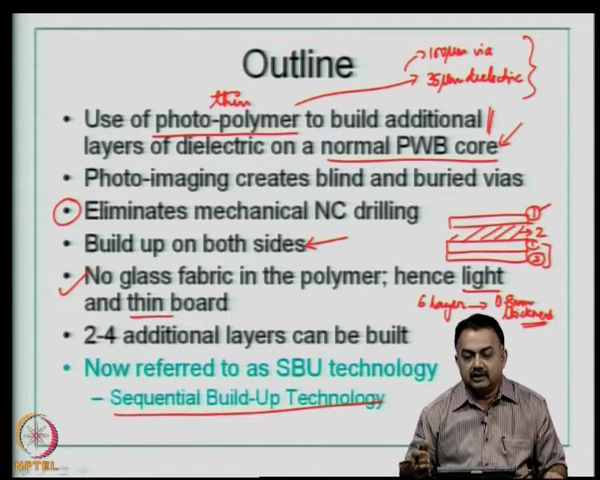 Outline
100μm via
35μm dielectric
thin
• Use of photo-polymer to build additional
layers of dielectric on a normal PWB core
• Photo-imaging creates blind and buried vias
• Eliminates mechanical NC drilling
• Build up on both sides
• No glass fabric in the polymer; hence light
and thin board
1
2
1
2
6 layer → 0.8mm
thickness
• 2-4 additional layers can be built
• Now referred to as SBU technology
– Sequential Build-Up Technology
NPTEL